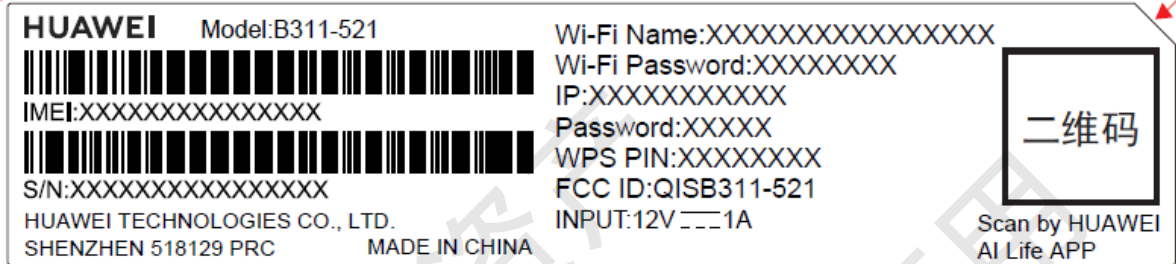 HUAWEI Model:B311-521
IMEI:XXXXXXXXXXXXXXX
S/N:XXXXXXXXXXXXXXXX
HUAWEI TECHNOLOGIES CO., LTD.
SHENZHEN 518129 PRC MADE IN CHINA
Wi-Fi Name:XXXXXXXXXXXXXXXX
Wi-Fi Password:XXXXXXXX
IP:XXXXXXXXXXX
Password:XXXXX
WPS PIN:XXXXXXXX
FCC ID:QISB311-521
INPUT:12V ⎓ 1A
二维码
Scan by HUAWEI
AI Life APP